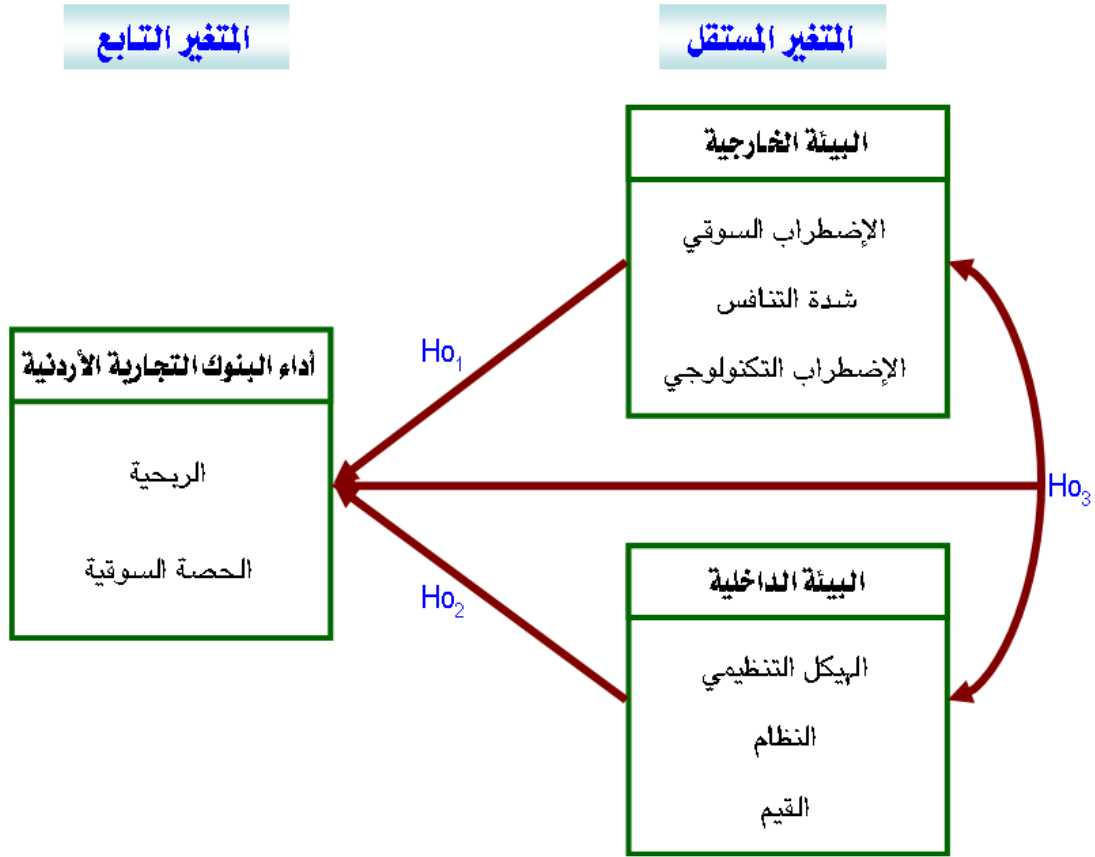 المتغير المستقل
المتغير التابع
البيئة الخارجية
الإضطراب السوقي
شدة التنافس
الإضطراب التكنولوجي
Ho1
أداء البنوك التجارية الأردنية
الربحية
الحصة السوقية
Ho3
Ho2
البيئة الداخلية
الهيكل التنظيمي
النظام
القيم